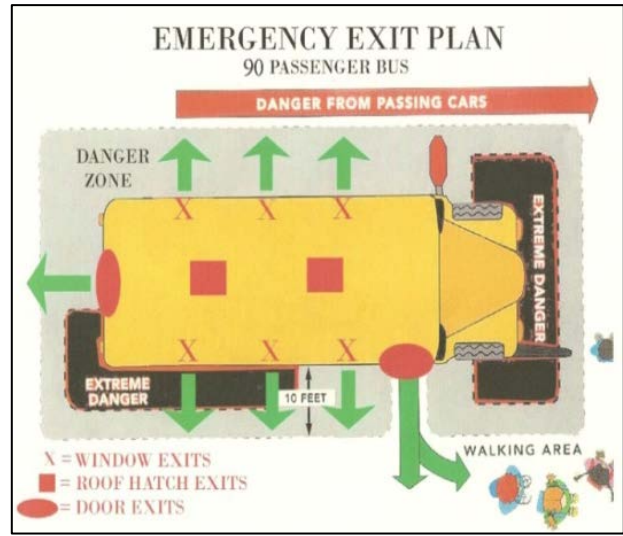 EMERGENCY EXIT PLAN
90 PASSENGER BUS
DANGER FROM PASSING CARS
DANGER
ZONE
X X X
EXTREME DANGER
X X X
EXTREME
DANGER
10 FEET
WALKING AREA
X = WINDOW EXITS
= ROOF HATCH EXITS
= DOOR EXITS